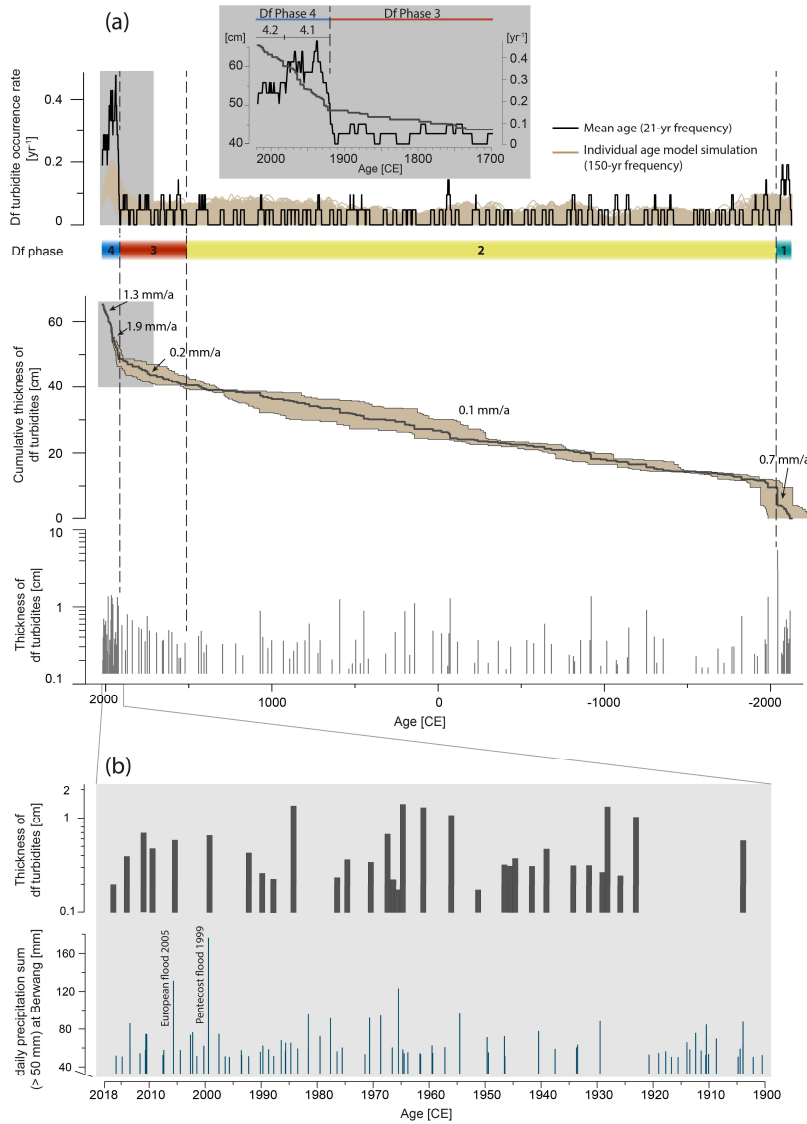 (a)
Df Phase 4
Df Phase 3
4.2
4.1
[cm]
[yr⁻¹]
60
50
40
0.4
0.3
0.2
0.1
0
2000
1900
1800
1700
Age [CE]
Df turbidite occurrence rate
[yr⁻¹]
0.4
0.2
0
Mean age (21-yr frequency)
Individual age model simulation
(150-yr frequency)
Df phase
4
3
2
1
Cumulative thickness of
df turbidites [cm]
60
40
20
0
1.3 mm/a
1.9 mm/a
0.2 mm/a
0.1 mm/a
0.7 mm/a
Thickness of
df turbidites [cm]
10
1
0.1
2000
1000
0
-1000
-2000
Age [CE]
(b)
Thickness of
df turbidites [cm]
2
1
0.1
daily precipitation sum
(> 50 mm) at Berwang [mm]
160
120
80
40
European flood 2005
Pentecost flood 1999
2018
2010
2000
1990
1980
1970
1960
1950
1940
1930
1920
1910
1900
Age [CE]